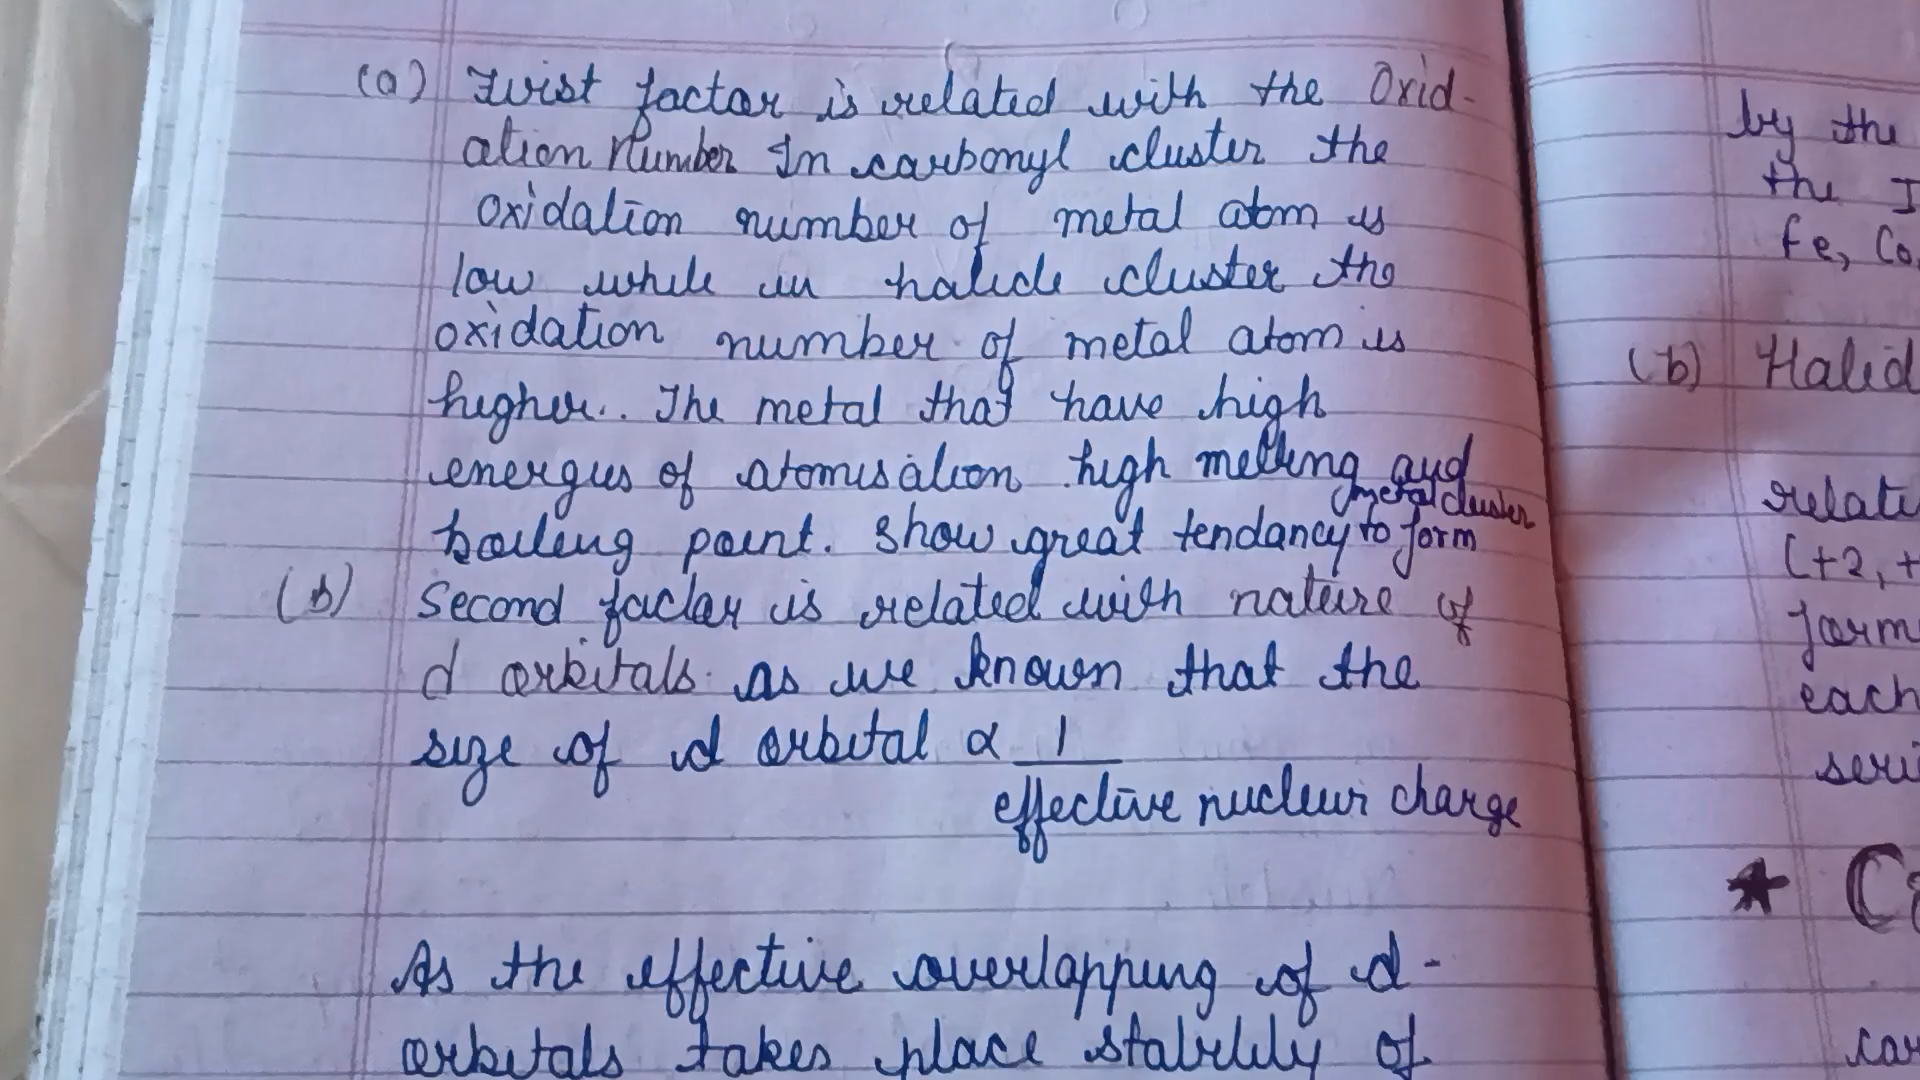 (a) First factor is related with the Oxid-
ation Number In carbonyl cluster the
oxidation number of metal atom is
low while in halide cluster the
oxidation number of metal atom is
higher.. The metal that have high
energies of atomisation high melting and
metal cluster
boiling point. Show great tendancy to form
(b) Second factor is related with nature of
d orbitals. as we known that the
size of d orbital α 1
effective nuclear charge
As the effective overlapping of d-
orbitals takes place stability of
by the
the I
Fe, Co,
(b) Halid
relati
(+2, +
form
each
seri
* C
car